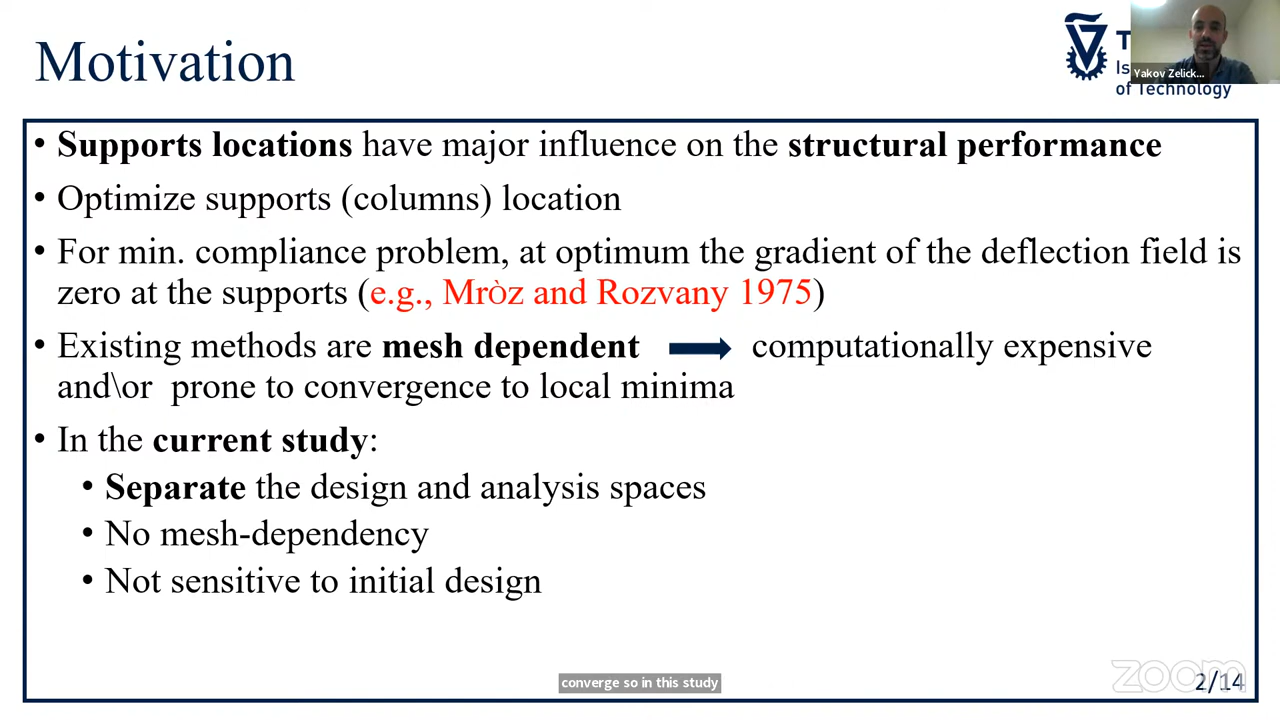 Motivation
T
Is
of Technology
Yakov Zelick...
• Supports locations have major influence on the structural performance
• Optimize supports (columns) location
• For min. compliance problem, at optimum the gradient of the deflection field is
zero at the supports (e.g., Mròz and Rozvany 1975)
• Existing methods are mesh dependent computationally expensive
and\or prone to convergence to local minima
• In the current study:
• Separate the design and analysis spaces
• No mesh-dependency
• Not sensitive to initial design
converge so in this study
zoom
2/14